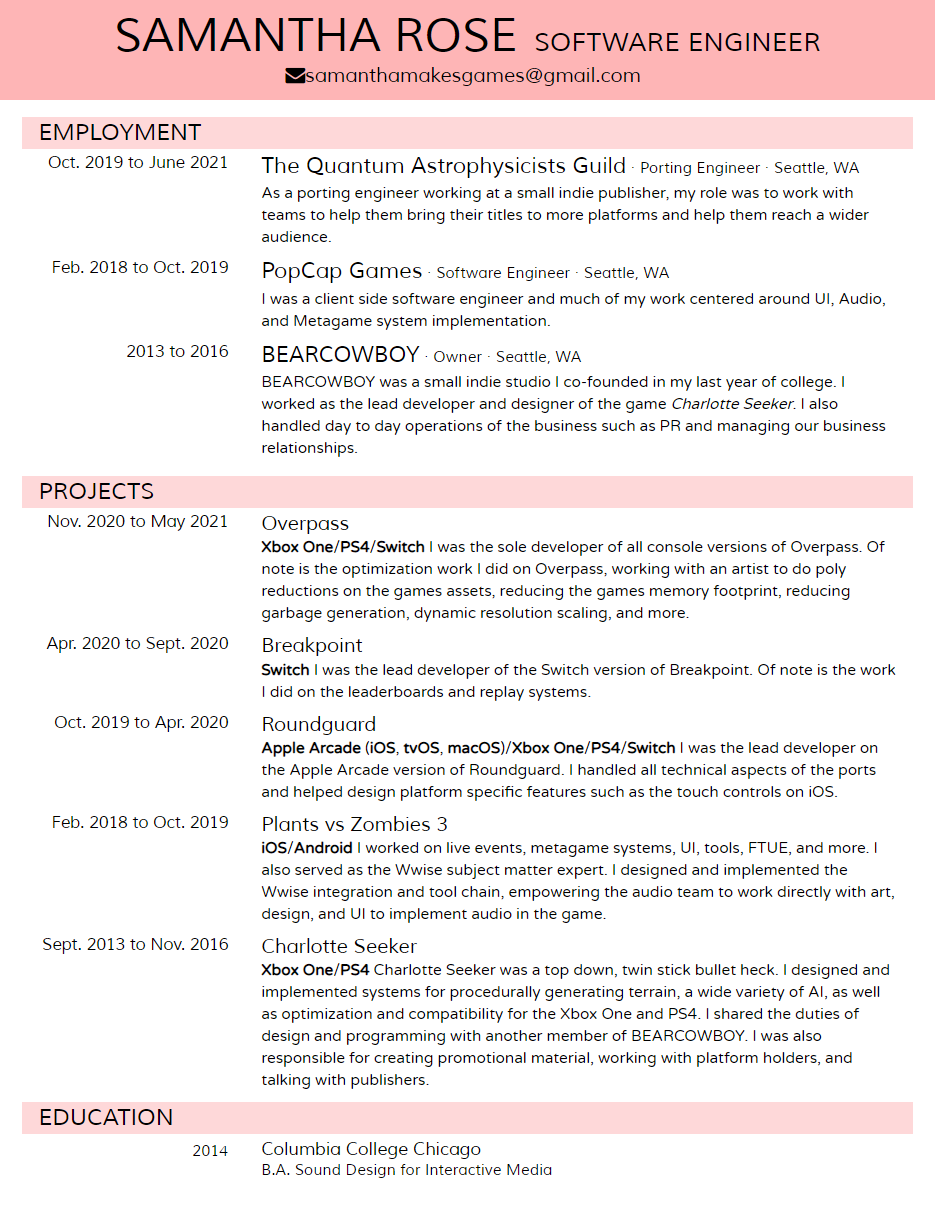 SAMANTHA ROSE SOFTWARE ENGINEER
samanthamakesgames@gmail.com
EMPLOYMENT
Oct. 2019 to June 2021 The Quantum Astrophysicists Guild · Porting Engineer · Seattle, WA
As a porting engineer working at a small indie publisher, my role was to work with
teams to help them bring their titles to more platforms and help them reach a wider
audience.
Feb. 2018 to Oct. 2019 PopCap Games · Software Engineer · Seattle, WA
I was a client side software engineer and much of my work centered around UI, Audio,
and Metagame system implementation.
2013 to 2016 BEARCOWBOY · Owner · Seattle, WA
BEARCOWBOY was a small indie studio I co-founded in my last year of college. I
worked as the lead developer and designer of the game Charlotte Seeker. I also
handled day to day operations of the business such as PR and managing our business
relationships.
PROJECTS
Nov. 2020 to May 2021 Overpass
Xbox One/PS4/Switch I was the sole developer of all console versions of Overpass. Of
note is the optimization work I did on Overpass, working with an artist to do poly
reductions on the games assets, reducing the games memory footprint, reducing
garbage generation, dynamic resolution scaling, and more.
Apr. 2020 to Sept. 2020 Breakpoint
Switch I was the lead developer of the Switch version of Breakpoint. Of note is the work
I did on the leaderboards and replay systems.
Oct. 2019 to Apr. 2020 Roundguard
Apple Arcade (iOS, tvOS, macOS)/Xbox One/PS4/Switch I was the lead developer on
the Apple Arcade version of Roundguard. I handled all technical aspects of the ports
and helped design platform specific features such as the touch controls on iOS.
Feb. 2018 to Oct. 2019 Plants vs Zombies 3
iOS/Android I worked on live events, metagame systems, UI, tools, FTUE, and more. I
also served as the Wwise subject matter expert. I designed and implemented the
Wwise integration and tool chain, empowering the audio team to work directly with art,
design, and UI to implement audio in the game.
Sept. 2013 to Nov. 2016 Charlotte Seeker
Xbox One/PS4 Charlotte Seeker was a top down, twin stick bullet heck. I designed and
implemented systems for procedurally generating terrain, a wide variety of AI, as well
as optimization and compatibility for the Xbox One and PS4. I shared the duties of
design and programming with another member of BEARCOWBOY. I was also
responsible for creating promotional material, working with platform holders, and
talking with publishers.
EDUCATION
2014 Columbia College Chicago
B.A. Sound Design for Interactive Media